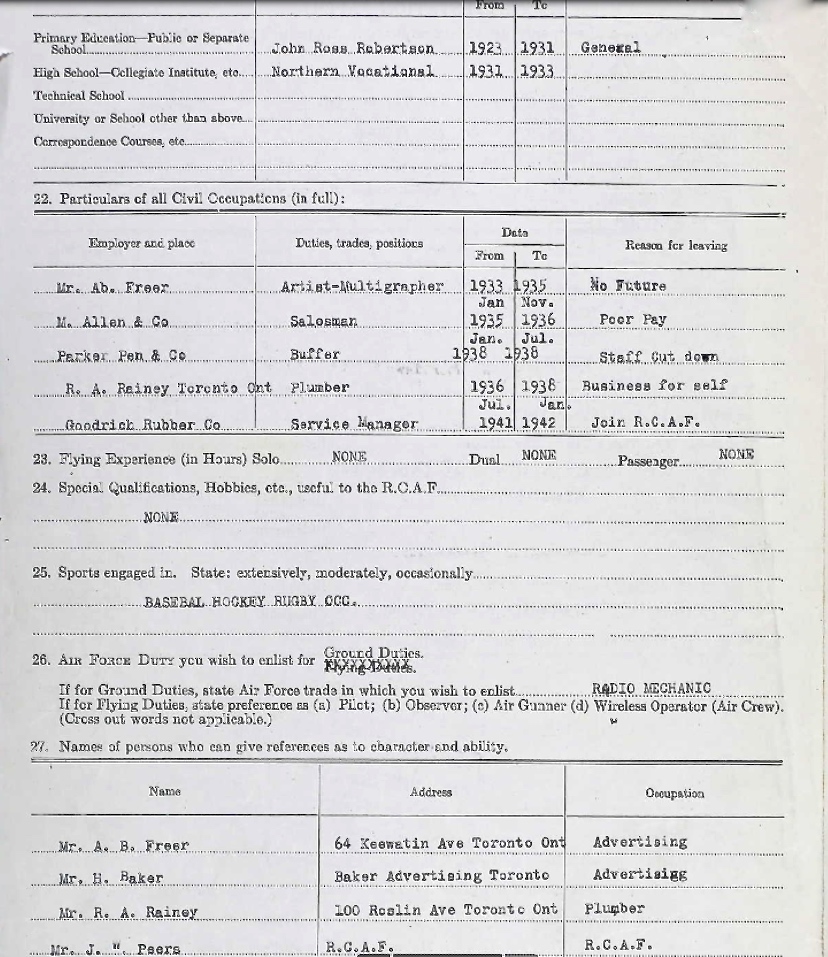 From To
Primary Education—Public or Separate
School John Ross Robertson 1923 1931 General
High School—Collegiate Institute, etc. Northern Vocational 1931 1933
Technical School
University or School other than above
Correspondence Courses, etc.
22. Particulars of all Civil Occupations (in full):
Employer and place Duties, trades, positions Date Reason for leaving
From To
Mr. Ab. Freer Artist-Multigrapher 1933 1935 No Future
Jan Nov.
M. Allen & Co Salesman 1935 1936 Poor Pay
Jan. Jul.
Parker Pen & Co Buffer 1938 1938 Staff Cut down
R. A. Rainey Toronto Ont Plumber 1936 1938 Business for self
Jul. Jan.
Goodrich Rubber Co Service Manager 1941 1942 Join R.C.A.F.
23. Flying Experience (in Hours) Solo NONE Dual NONE Passenger NONE
24. Special Qualifications, Hobbies, etc., useful to the R.C.A.F.
NONE
25. Sports engaged in. State: extensively, moderately, occasionally
BASEBAL HOCKEY RUGBY OCC.
26. AIR FORCE DUTY you wish to enlist for Ground Duties.
Flying Duties.
If for Ground Duties, state Air Force trade in which you wish to enlist RADIO MECHANIC
If for Flying Duties, state preference as (a) Pilot; (b) Observer; (c) Air Gunner (d) Wireless Operator (Air Crew).
(Cross out words not applicable.)
27. Names of persons who can give references as to character and ability.
Name Address Occupation
Mr. A. B. Freer 64 Keewatin Ave Toronto Ont Advertising
Mr. H. Baker Baker Advertising Toronto Advertisigg
Mr. R. A. Rainey 100 Roslin Ave Toronto Ont Plumber
Mr. J. ". Peers R.C.A.F. R.C.A.F.